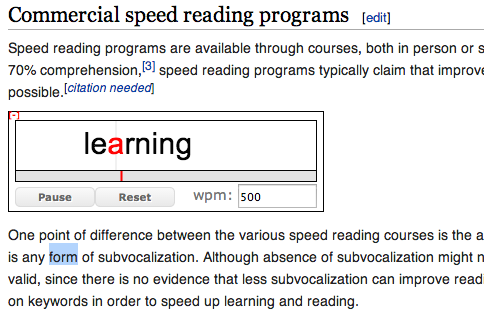 Commercial speed reading programs [edit]
Speed reading programs are available through courses, both in person or s
70% comprehension,[3] speed reading programs typically claim that improve
possible.[citation needed]
[-]
learning
Pause Reset wpm: 500
One point of difference between the various speed reading courses is the a
is any form of subvocalization. Although absence of subvocalization might n
valid, since there is no evidence that less subvocalization can improve readi
on keywords in order to speed up learning and reading.